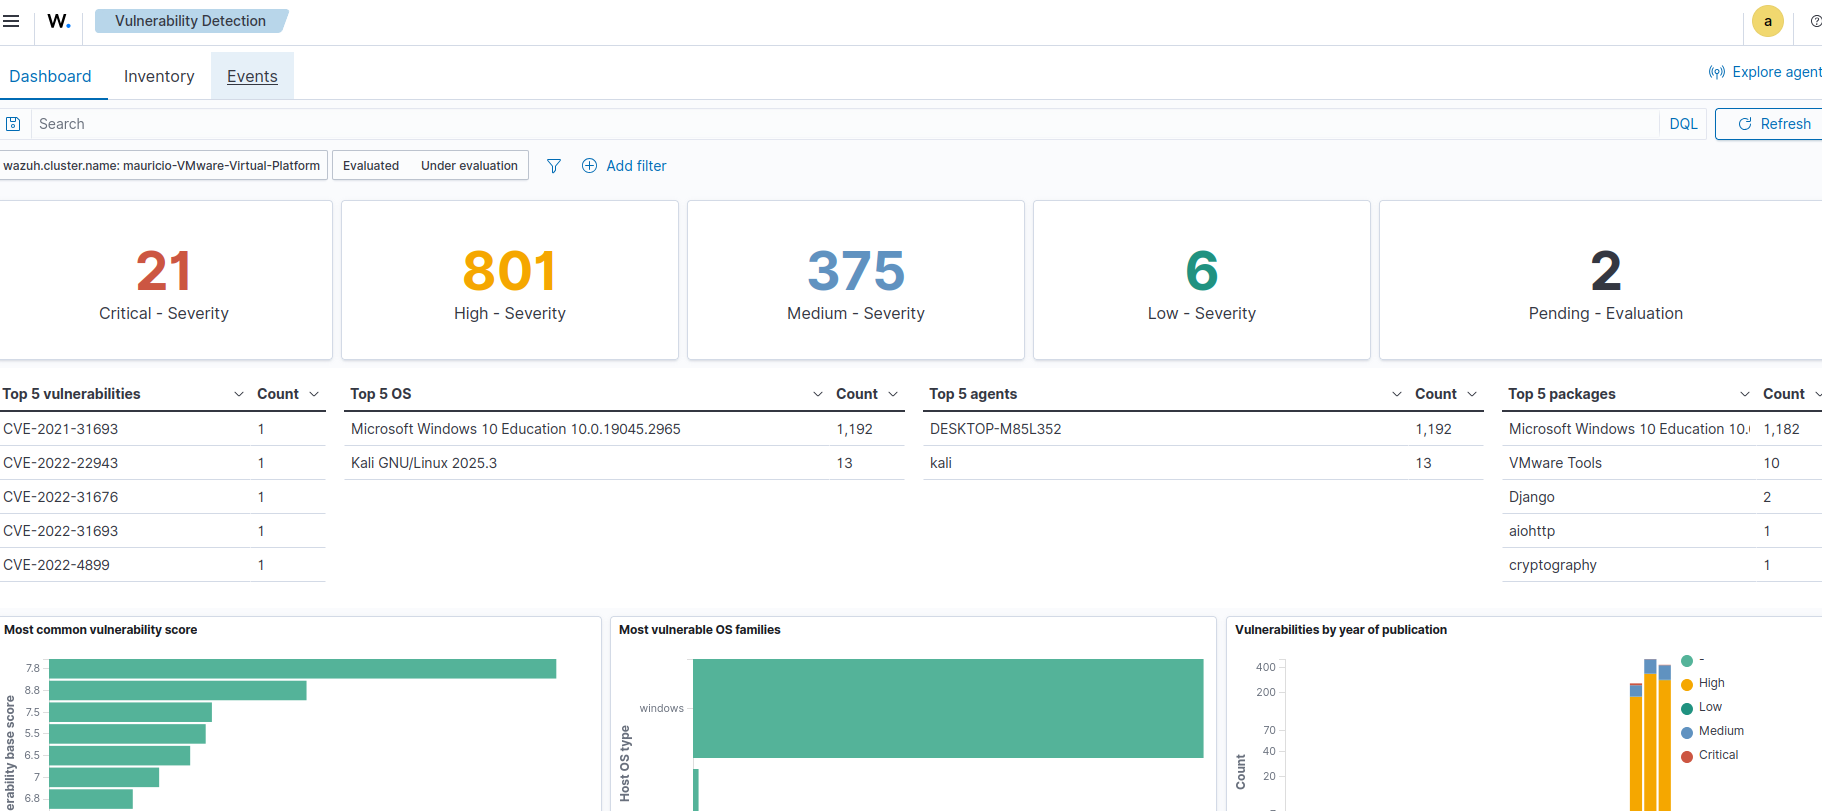 W. Vulnerability Detection a
Dashboard Inventory Events Explore agent
Search DQL Refresh
wazuh.cluster.name: mauricio-VMware-Virtual-Platform Evaluated Under evaluation Add filter
21 801 375 6 2
Critical - Severity High - Severity Medium - Severity Low - Severity Pending - Evaluation
Top 5 vulnerabilities Count Top 5 OS Count Top 5 agents Count Top 5 packages Count
CVE-2021-31693 1 Microsoft Windows 10 Education 10.0.19045.2965 1,192 DESKTOP-M85L352 1,192 Microsoft Windows 10 Education 10. 1,182
CVE-2022-22943 1 Kali GNU/Linux 2025.3 13 kali 13 VMware Tools 10
CVE-2022-31676 1 Django 2
CVE-2022-31693 1 aiohttp 1
CVE-2022-4899 1 cryptography 1
Most common vulnerability score
erability base score
7.8
8.8
7.5
5.5
6.5
7
6.8
Most vulnerable OS families
Host OS type
windows
Vulnerabilities by year of publication
Count
400
200
70
40
20
-
High
Low
Medium
Critical